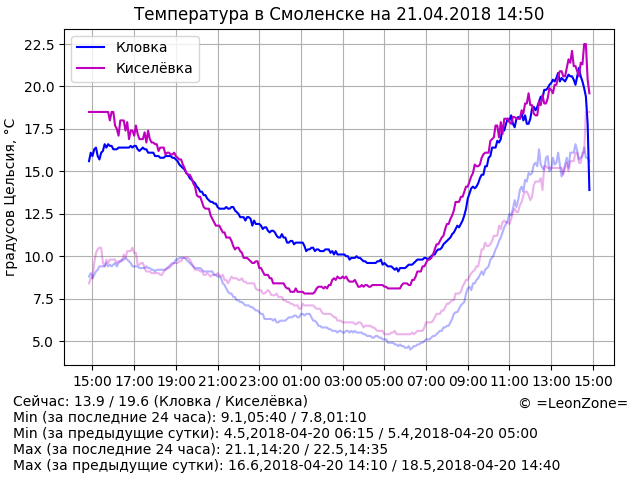 Температура в Смоленске на 21.04.2018 14:50
Кловка
Киселёвка
градусов Цельсия, °C
22.5
20.0
17.5
15.0
12.5
10.0
7.5
5.0
15:00 17:00 19:00 21:00 23:00 01:00 03:00 05:00 07:00 09:00 11:00 13:00 15:00
© =LeonZone=
Сейчас: 13.9 / 19.6 (Кловка / Киселёвка)
Min (за последние 24 часа): 9.1,05:40 / 7.8,01:10
Min (за предыдущие сутки): 4.5,2018-04-20 06:15 / 5.4,2018-04-20 05:00
Max (за последние 24 часа): 21.1,14:20 / 22.5,14:35
Max (за предыдущие сутки): 16.6,2018-04-20 14:10 / 18.5,2018-04-20 14:40